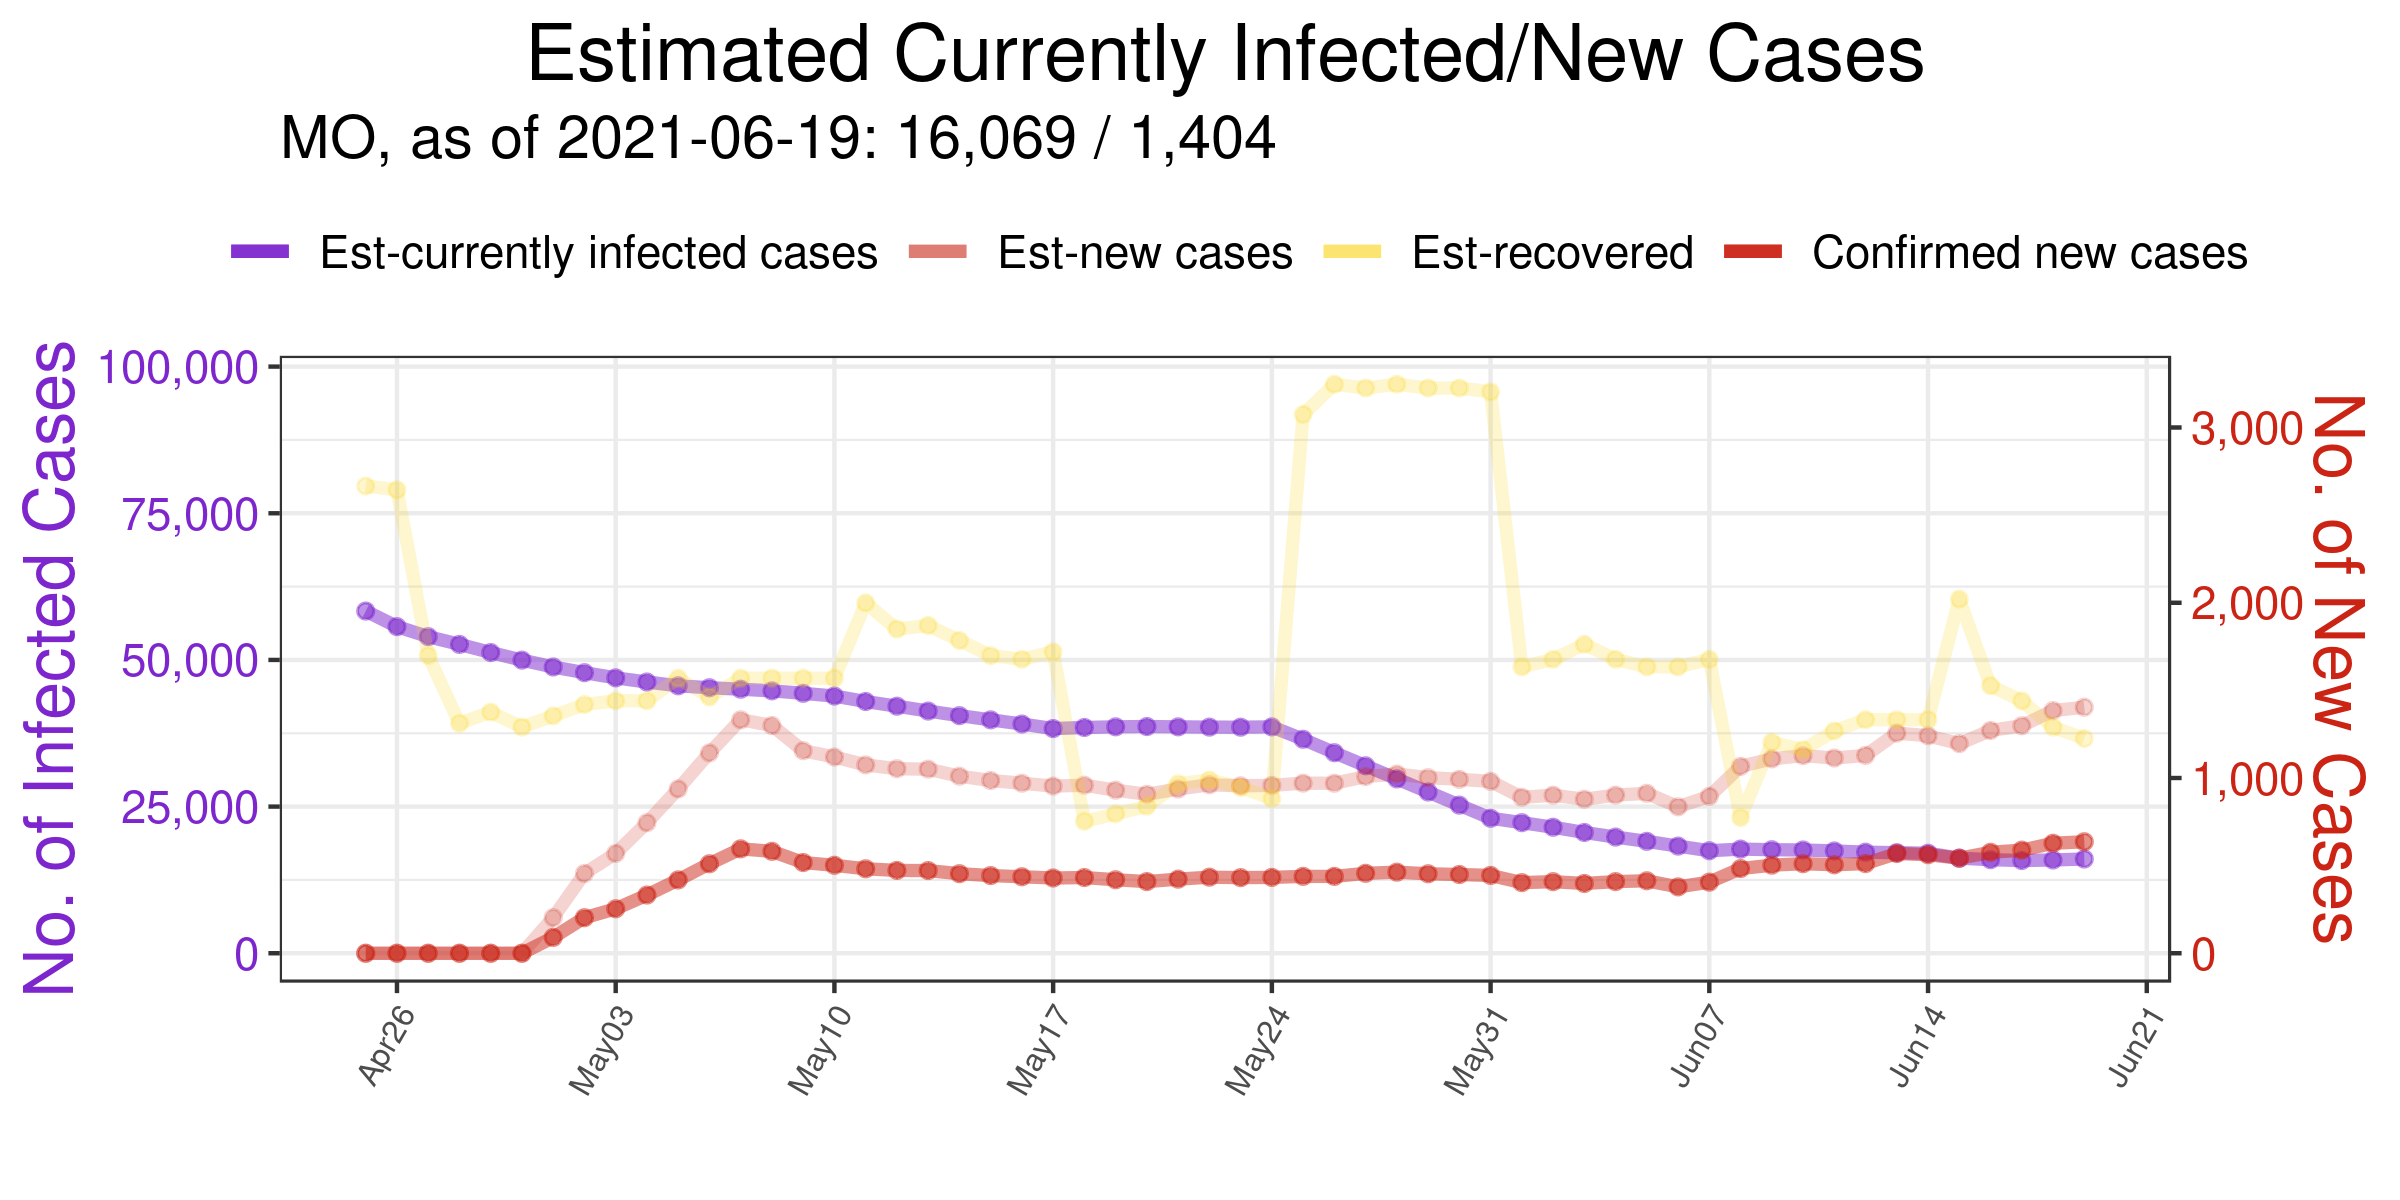 Estimated Currently Infected/New Cases
MO, as of 2021-06-19: 16,069 / 1,404
Est-currently infected cases Est-new cases Est-recovered Confirmed new cases
No. of Infected Cases
100,000
75,000
50,000
25,000
0
3,000
2,000
1,000
0
No. of New Cases
Apr26 May03 May10 May17 May24 May31 Jun07 Jun14 Jun21